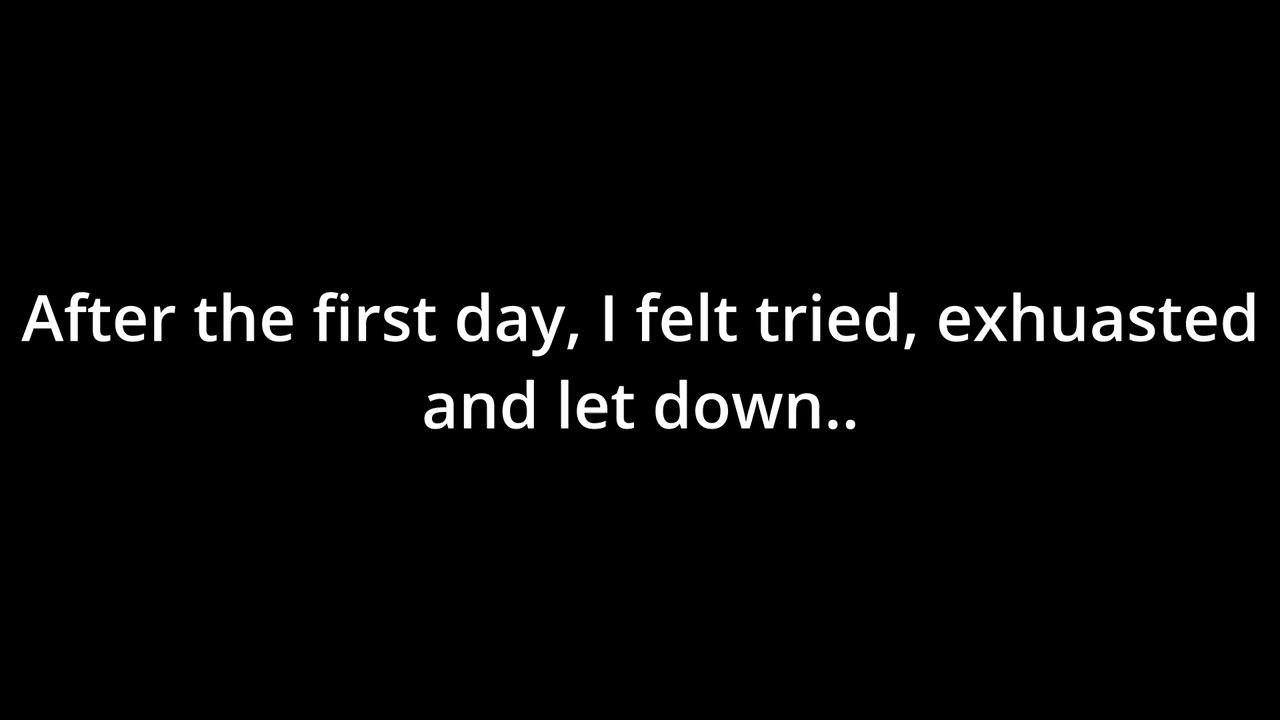 After the first day, I felt tried, exhuasted
and let down..